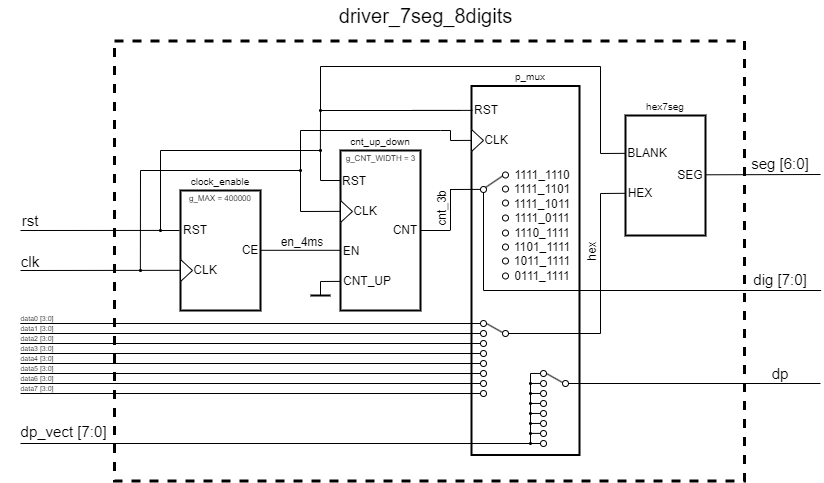 driver_7seg_8digits
p_mux
hex7seg
RST
cnt_up_down
CLK
BLANK
g_CNT_WIDTH = 3
seg [6:0]
1111_1110
SEG
clock_enable
RST
1111_1101
HEX
g_MAX = 400000
cnt_3b
1111_1011
CLK
1111_0111
rst
RST
CNT
1110_1111
CE
en_4ms
EN
1101_1111
hex
clk
CLK
1011_1111
CNT_UP
0111_1111
dig [7:0]
data0 [3:0]
data1 [3:0]
data2 [3:0]
data3 [3:0]
data4 [3:0]
data5 [3:0]
dp
data6 [3:0]
data7 [3:0]
dp_vect [7:0]